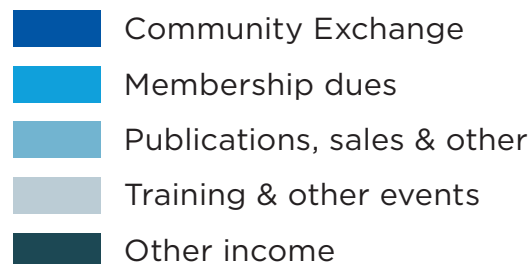 Community Exchange
Membership dues
Publications, sales & other
Training & other events
Other income